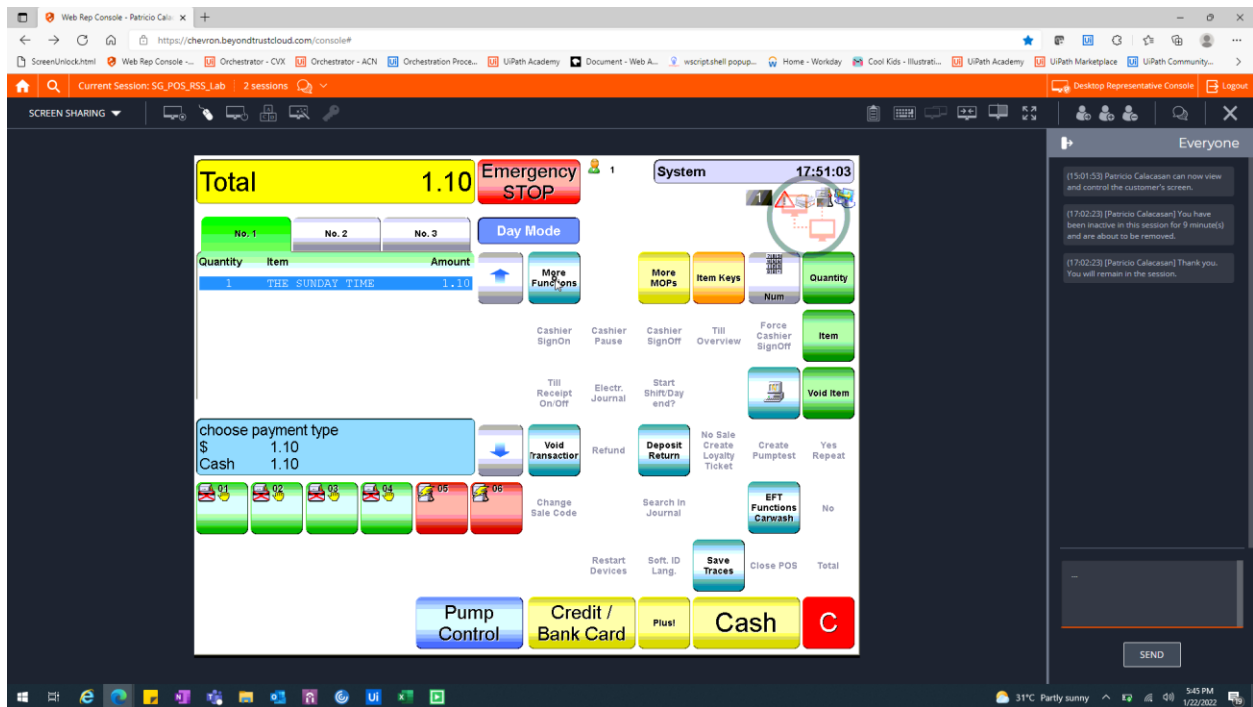 Web Rep Console - Patricio Cala
https://chevron.beyondtrustcloud.com/console#
ScreenUnlock.html
Web Rep Console -...
Orchestrator - CVX
Orchestrator - ACN
Orchestration Proce...
UiPath Academy
Document - Web A...
wscript.shell popup...
Home - Workday
Cool Kids - Illustrati...
UiPath Academy
UiPath Marketplace
UiPath Community...
Current Session: SG_POS_RSS_Lab
2 sessions
Desktop Representative Console
Logout
SCREEN SHARING
Everyone
(15:01:53) Patricio Calacasan can now view
and control the customer's screen.
(17:02:23) [Patricio Calacasan] You have
been inactive in this session for 9 minute(s)
and are about to be removed.
(17:02:23) [Patricio Calacasan] Thank you.
You will remain in the session.
SEND
Total 1.10
Emergency
STOP
1
System 17:51:03
1
No. 1
No. 2
No. 3
Day Mode
Quantity Item Amount
1 THE SUNDAY TIME 1.10
More
Functions
More
MOPs
Item Keys
Num
Quantity
Cashier
SignOn
Cashier
Pause
Cashier
SignOff
Till
Overview
Force
Cashier
SignOff
Item
Till
Receipt
On/Off
Electr.
Journal
Start
Shift/Day
end?
Void Item
choose payment type
$ 1.10
Cash 1.10
Void
Transaction
Refund
Deposit
Return
No Sale
Create
Loyalty
Ticket
Create
Pumptest
Yes
Repeat
01
02
03
04
05
06
Change
Sale Code
Search in
Journal
EFT
Functions
Carwash
No
Restart
Devices
Soft. ID
Lang.
Save
Traces
Close POS
Total
Pump
Control
Credit /
Bank Card
Plus!
Cash
C
31°C Partly sunny
5:45 PM
1/22/2022